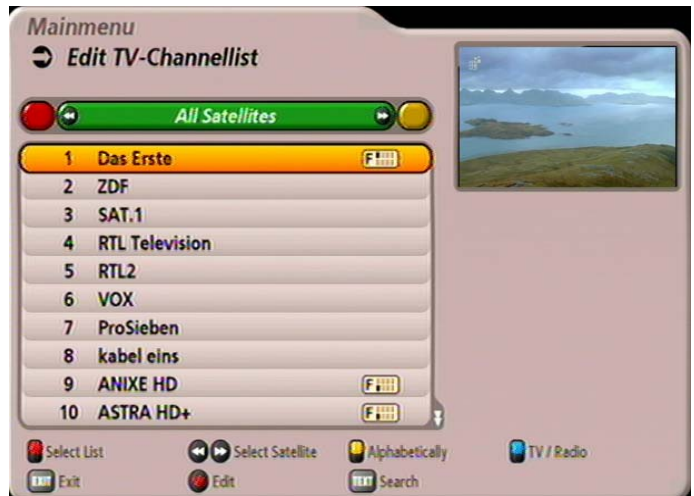 Mainmenu
Edit TV-Channellist
All Satellites
1 Das Erste F
2 ZDF
3 SAT.1
4 RTL Television
5 RTL2
6 VOX
7 ProSieben
8 kabel eins
9 ANIXE HD F
10 ASTRA HD+ F
Select List Select Satellite Alphabetically TV / Radio
EXIT Exit Edit TEXT Search